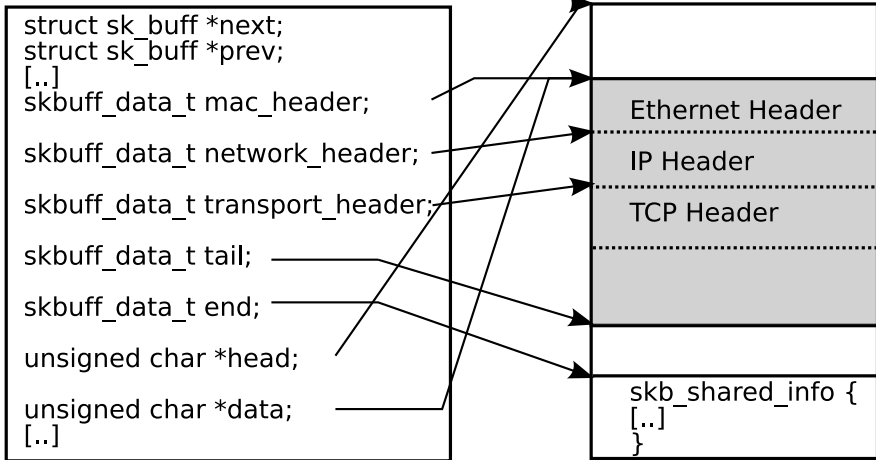 struct sk_buff *next;
struct sk_buff *prev;
[..]
skbuff_data_t mac_header;
skbuff_data_t network_header;
skbuff_data_t transport_header;
skbuff_data_t tail;
skbuff_data_t end;
unsigned char *head;
unsigned char *data;
[..]
Ethernet Header
IP Header
TCP Header
skb_shared_info {
[..]
}